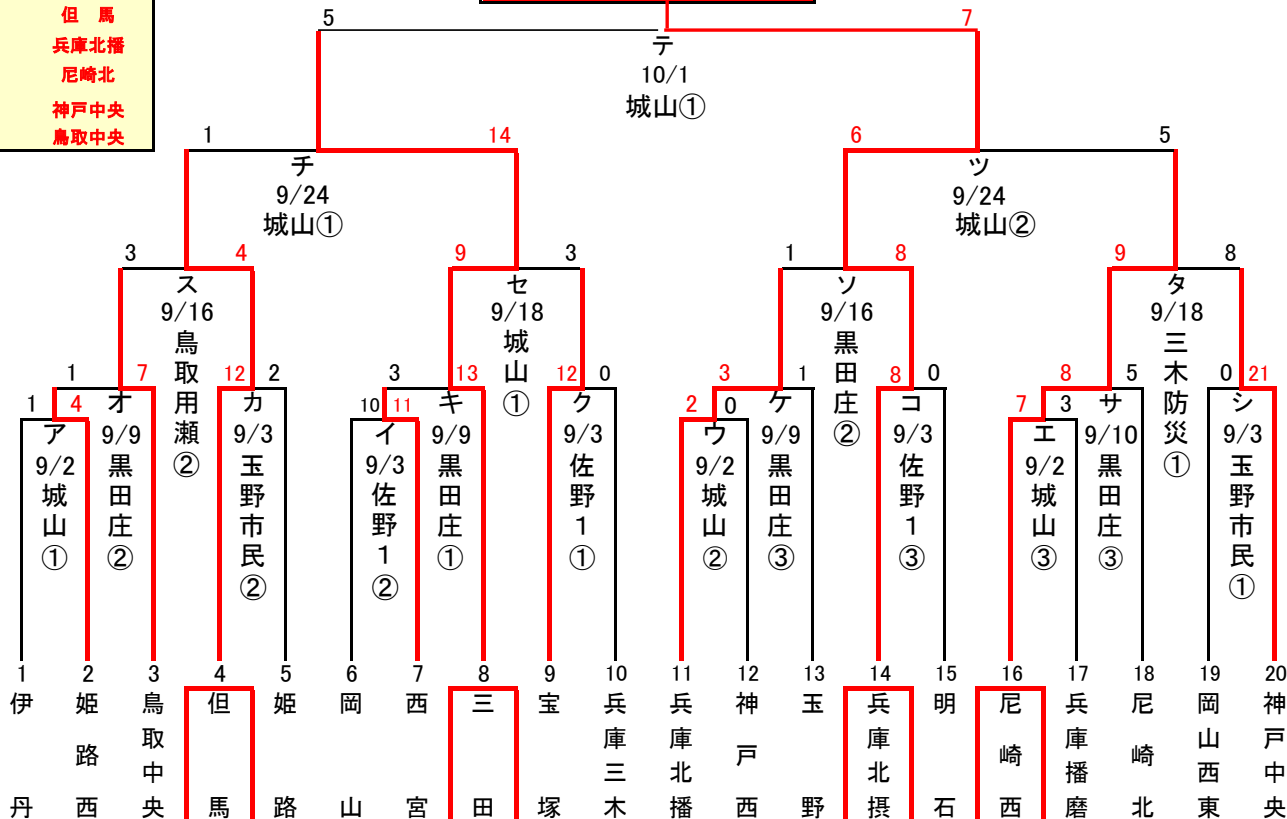 但 馬
兵庫北播
尼崎北
神戸中央
鳥取中央
5
7
テ
10/1
城山①
1
14
6
5
チ
9/24
城山①
ツ
9/24
城山②
3
4
9
3
1
8
9
8
ス
9/16
鳥取用瀬②
セ
9/18
城山①
ソ
9/16
黒田庄②
タ
9/18
三木防災①
1
7
12
2
3
13
12
0
3
1
8
0
8
5
0
21
オ
9/9
黒田庄②
カ
9/3
玉野市民②
キ
9/9
黒田庄①
ク
9/3
佐野1①
ケ
9/9
黒田庄③
コ
9/3
佐野1③
サ
9/10
黒田庄③
シ
9/3
玉野市民①
1
4
10
11
2
0
7
3
ア
9/2
城山①
イ
9/3
佐野1②
ウ
9/2
城山②
エ
9/2
城山③
1
伊丹
2
姫路西
3
鳥取中央
4
但馬
5
姫路
6
岡山
7
西宮
8
三田
9
宝塚
10
兵庫三木
11
兵庫北播
12
神戸西
13
玉野
14
兵庫北摂
15
明石
16
尼崎西
17
兵庫播磨
18
尼崎北
19
岡山西東
20
神戸中央